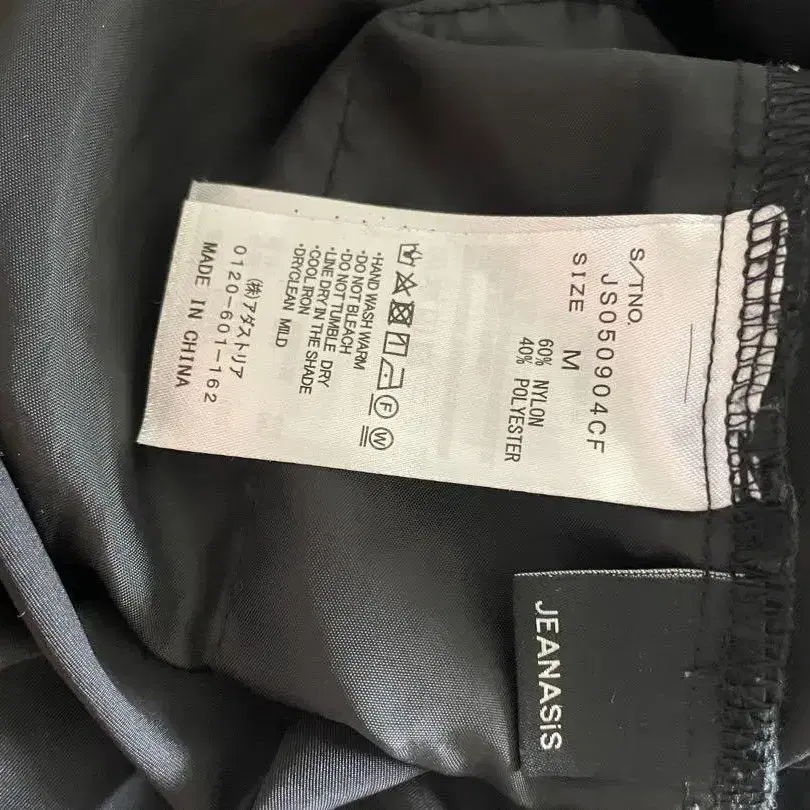 S/TNO.
JS050904CF
SIZE M
60% NYLON
40% POLYESTER
F W
•HAND WASH WARM
•DO NOT BLEACH
•DO NOT TUMBLE DRY
•LINE DRY IN THE SHADE
•COOL IRON
•DRYCLEAN MILD
(株)アダストリア
0120-601-162
MADE IN CHINA
JEANASiS